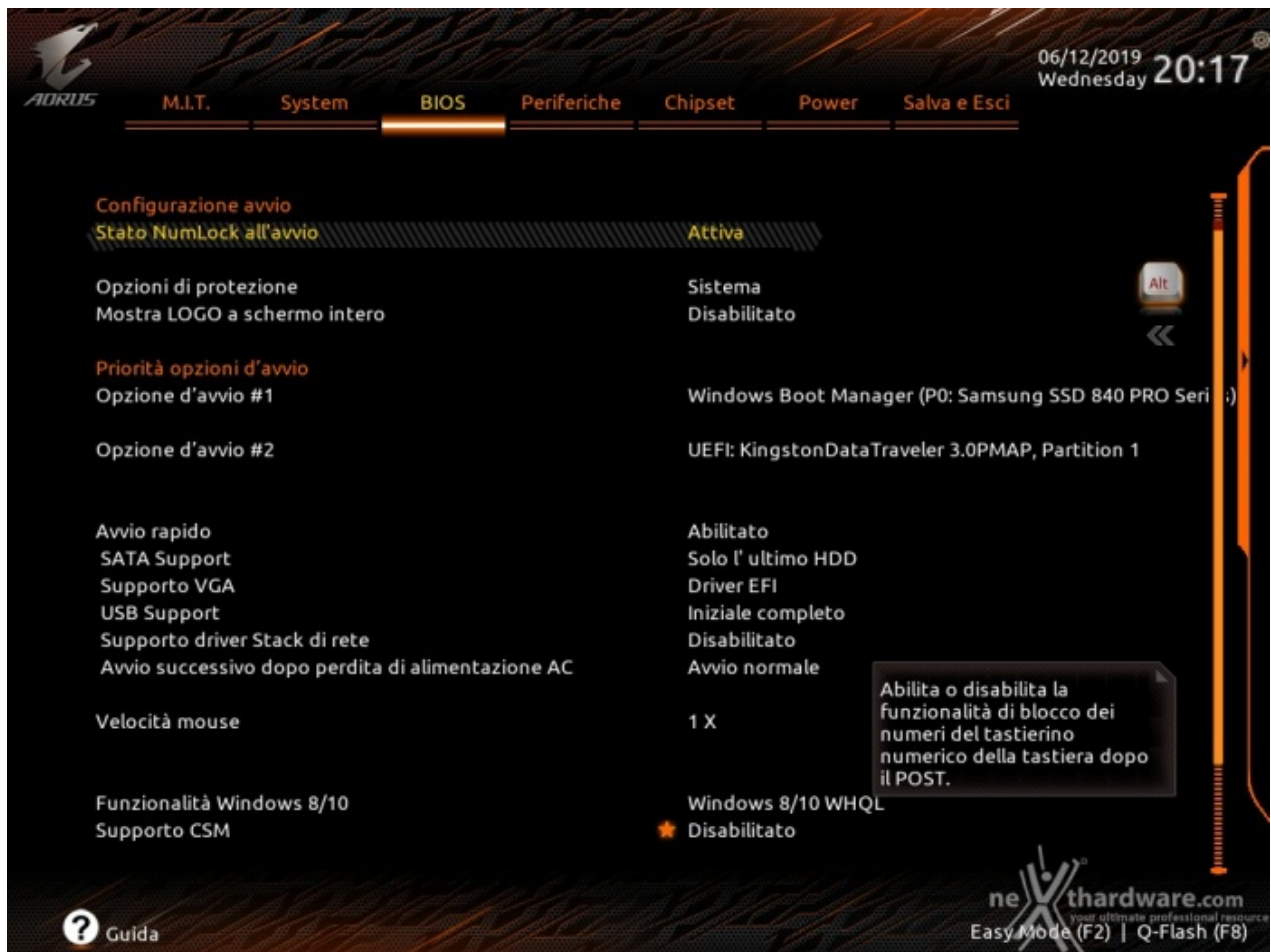 AORUS
06/12/2019
Wednesday
20:17
M.I.T. System BIOS Periferiche Chipset Power Salva e Esci
Configurazione avvio
Stato NumLock all'avvio Attiva
Opzioni di protezione Sistema
Mostra LOGO a schermo intero Disabilitato
Alt
Priorità opzioni d'avvio
Opzione d'avvio #1 Windows Boot Manager (P0: Samsung SSD 840 PRO Seri s)
Opzione d'avvio #2 UEFI: KingstonDataTraveler 3.0PMAP, Partition 1
Avvio rapido Abilitato
SATA Support Solo l' ultimo HDD
Supporto VGA Driver EFI
USB Support Iniziale completo
Supporto driver Stack di rete Disabilitato
Avvio successivo dopo perdita di alimentazione AC Avvio normale
Velocità mouse 1 X
Abilita o disabilita la
funzionalità di blocco dei
numeri del tastierino
numerico della tastiera dopo
il POST.
Funzionalità Windows 8/10 Windows 8/10 WHQL
Supporto CSM Disabilitato
nexthardware.com
your ultimate professional resource
? Guida
Easy Mode (F2) | Q-Flash (F8)